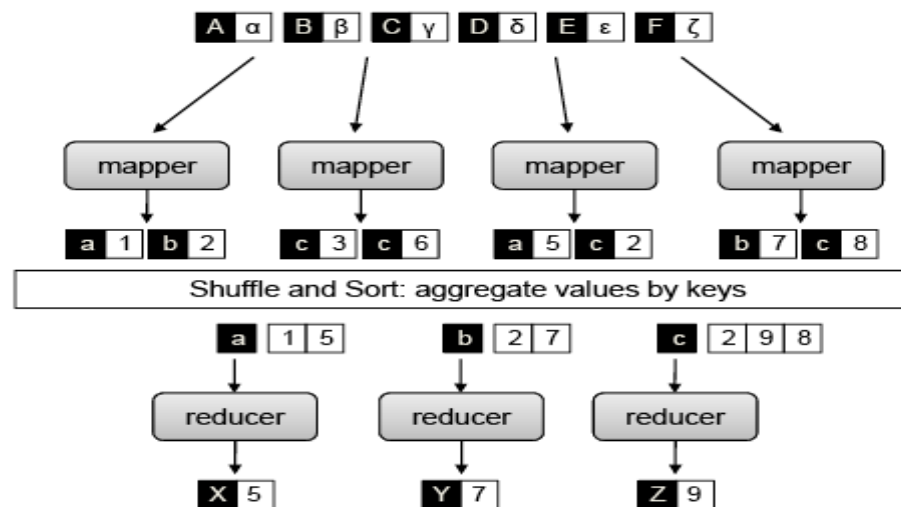 A α B β C γ D δ E ε F ζ
mapper mapper mapper mapper
a 1 b 2 c 3 c 6 a 5 c 2 b 7 c 8
Shuffle and Sort: aggregate values by keys
a 1 5 b 2 7 c 2 9 8
reducer reducer reducer
X 5 Y 7 Z 9